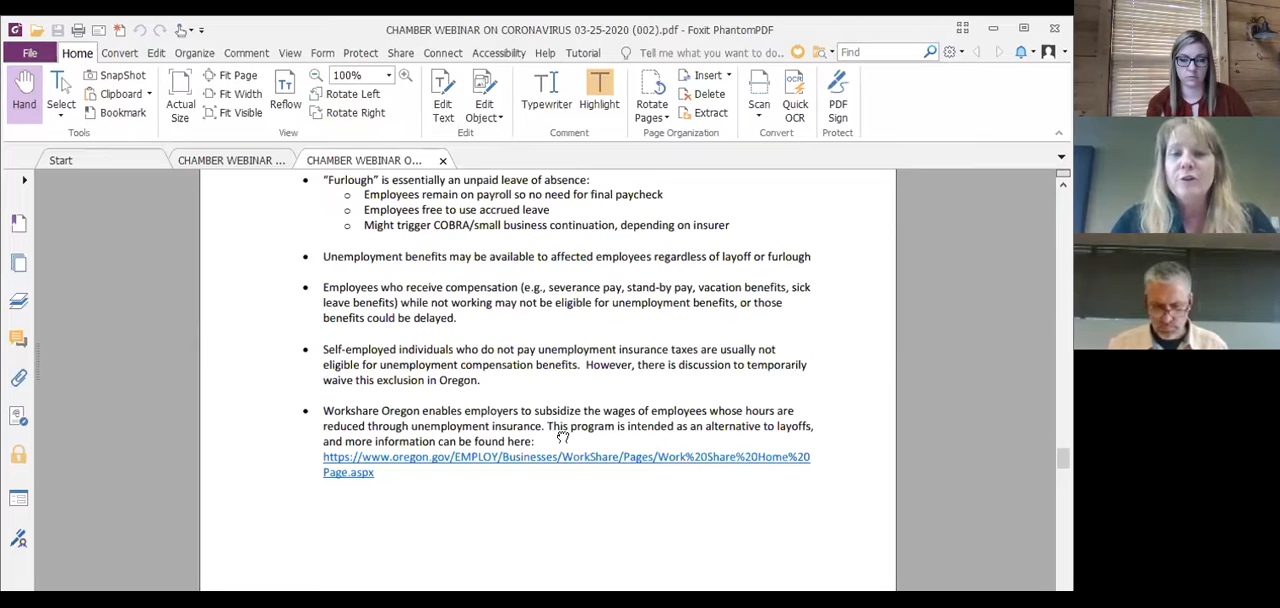 CHAMBER WEBINAR ON CORONAVIRUS 03-25-2020 (002).pdf - Foxit PhantomPDF
File Home Convert Edit Organize Comment View Form Protect Share Connect Accessibility Help Tutorial Tell me what you want to do... Find
Hand
Select
SnapShot
Clipboard
Bookmark
Tools
Actual Size
Fit Page
Fit Width
Fit Visible
Reflow
100%
Rotate Left
Rotate Right
View
Edit Text
Edit Object
Edit
Typewriter
Highlight
Comment
Rotate Pages
Insert
Delete
Extract
Page Organization
Scan
Quick OCR
Convert
PDF Sign
Protect
Start
CHAMBER WEBINAR ...
CHAMBER WEBINAR O...
• "Furlough" is essentially an unpaid leave of absence:
o Employees remain on payroll so no need for final paycheck
o Employees free to use accrued leave
o Might trigger COBRA/small business continuation, depending on insurer
• Unemployment benefits may be available to affected employees regardless of layoff or furlough
• Employees who receive compensation (e.g., severance pay, stand-by pay, vacation benefits, sick
leave benefits) while not working may not be eligible for unemployment benefits, or those
benefits could be delayed.
• Self-employed individuals who do not pay unemployment insurance taxes are usually not
eligible for unemployment compensation benefits. However, there is discussion to temporarily
waive this exclusion in Oregon.
• Workshare Oregon enables employers to subsidize the wages of employees whose hours are
reduced through unemployment insurance. This program is intended as an alternative to layoffs,
and more information can be found here:
https://www.oregon.gov/EMPLOY/Businesses/WorkShare/Pages/Work%20Share%20Home%20
Page.aspx